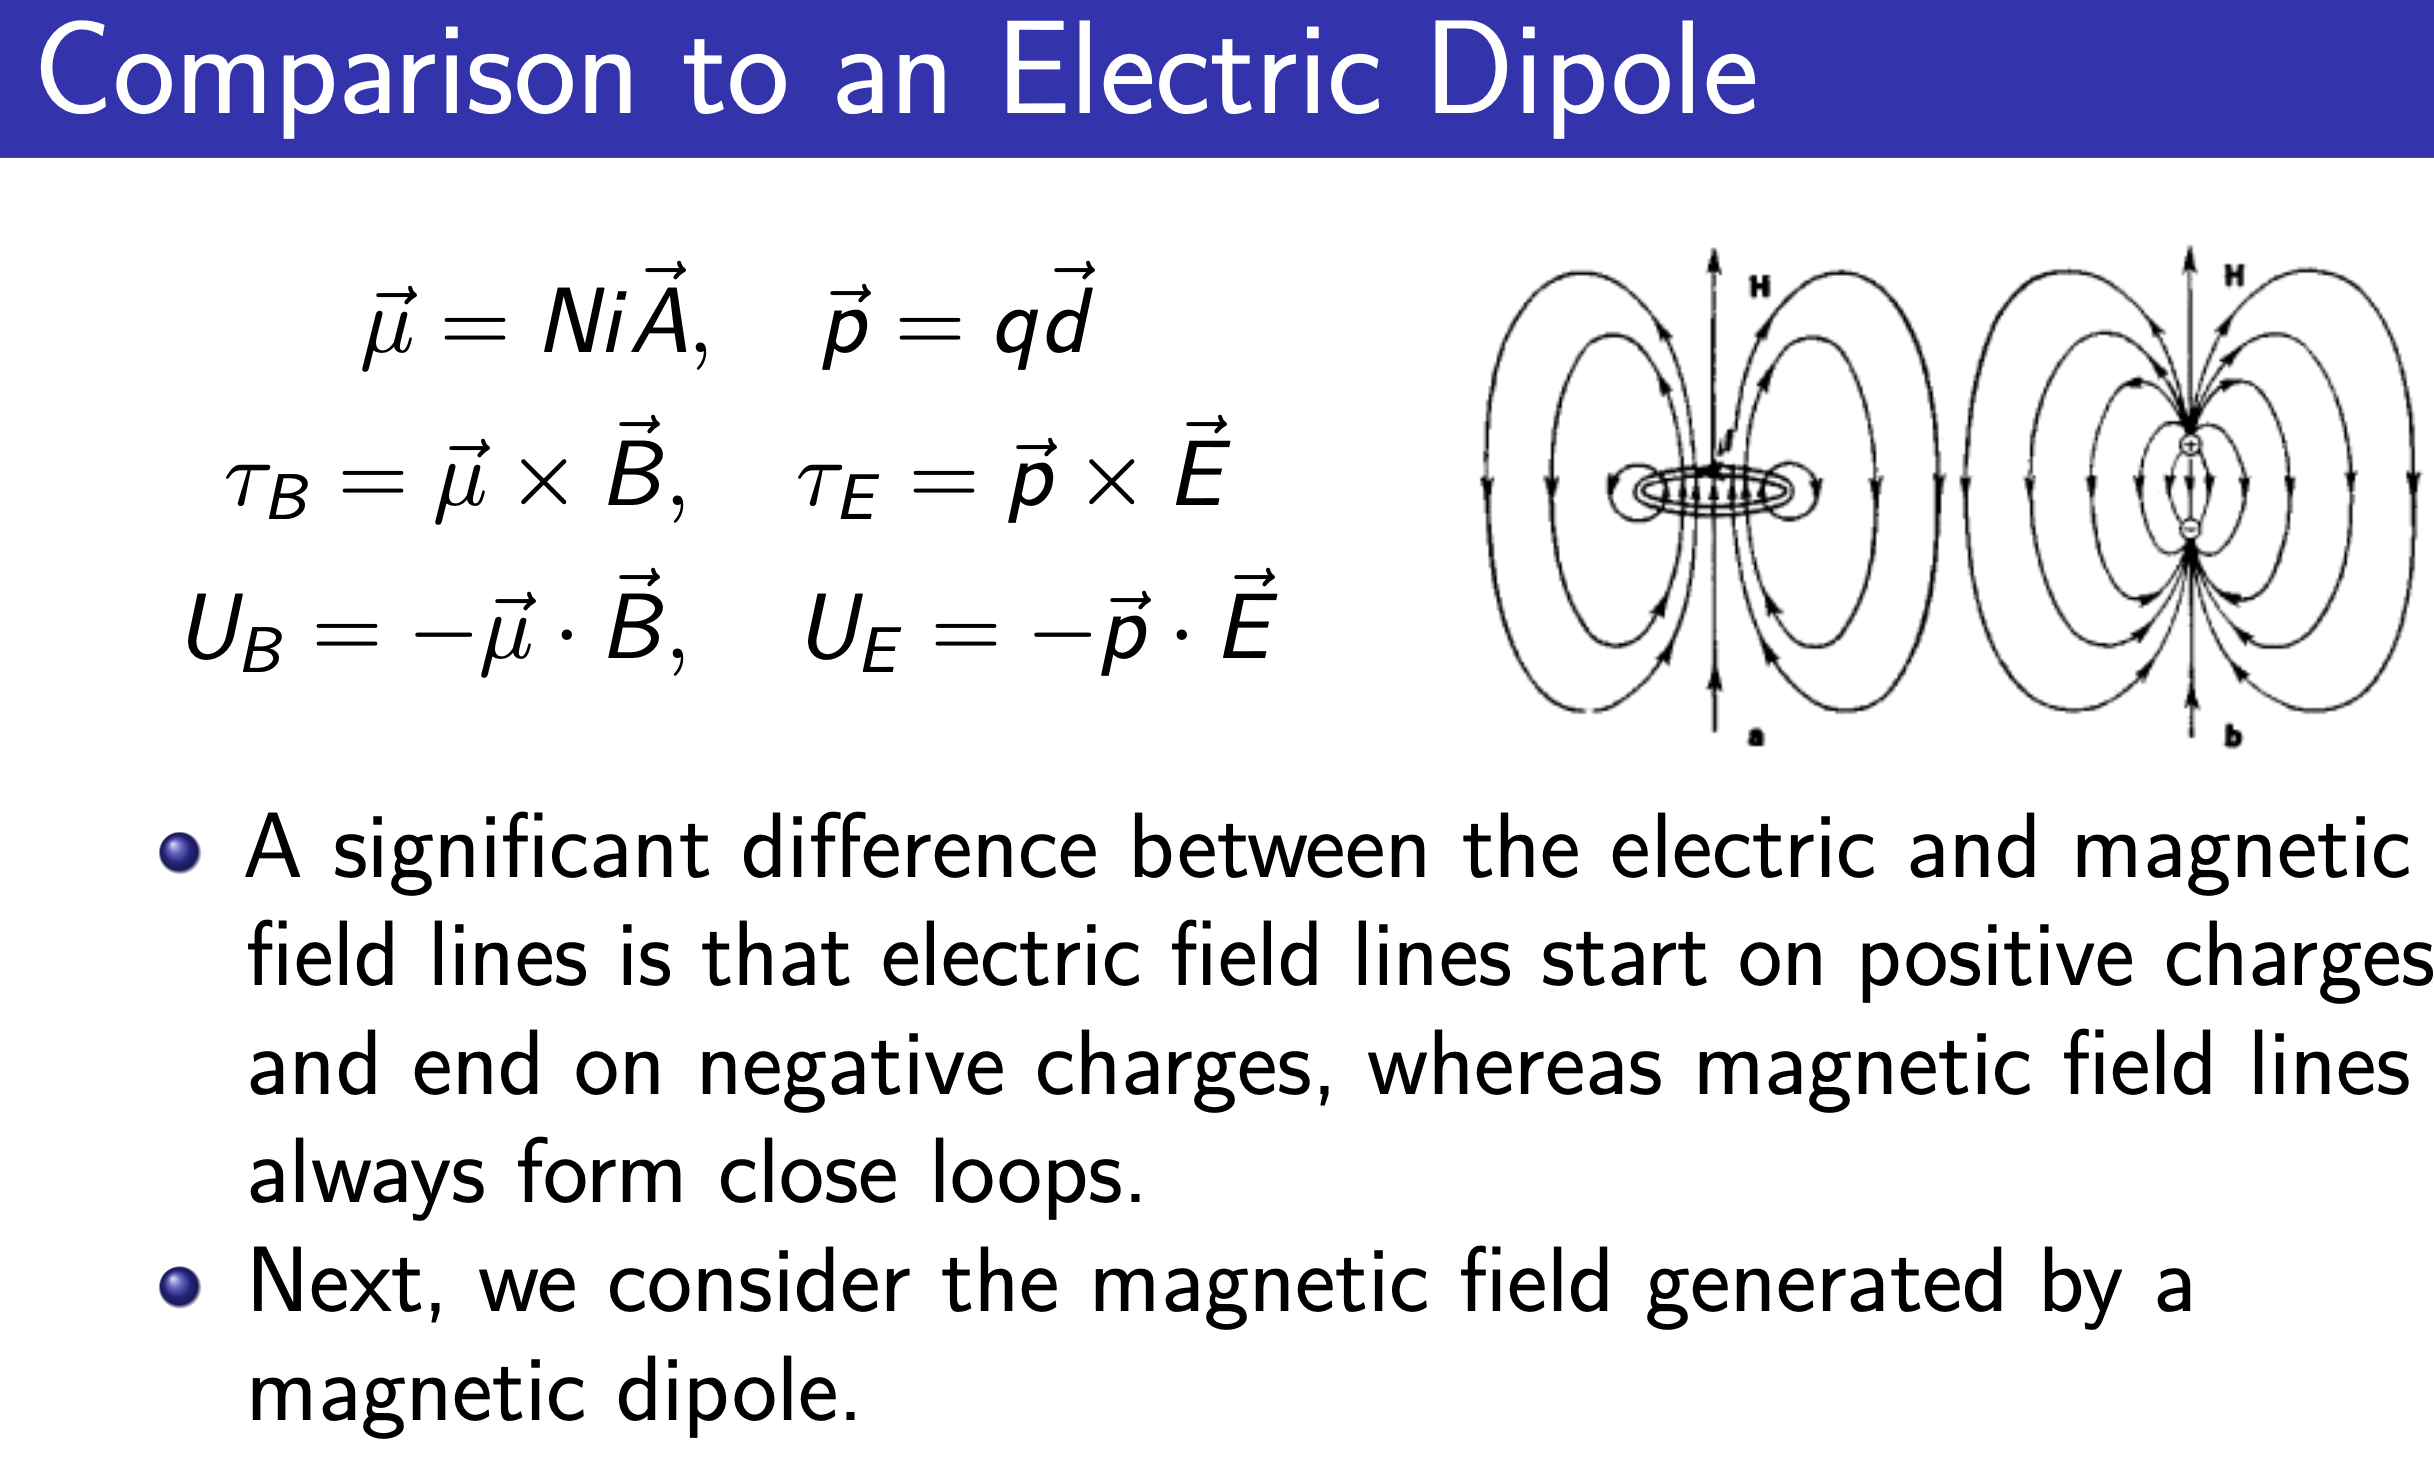 Comparison to an Electric Dipole
$\vec{\mu} = Ni\vec{A}, \quad \vec{p} = q\vec{d}$
$\tau_B = \vec{\mu} \times \vec{B}, \quad \tau_E = \vec{p} \times \vec{E}$
$U_B = -\vec{\mu} \cdot \vec{B}, \quad U_E = -\vec{p} \cdot \vec{E}$
H
H
+
−
a
b
A significant difference between the electric and magnetic
field lines is that electric field lines start on positive charges
and end on negative charges, whereas magnetic field lines
always form close loops.
Next, we consider the magnetic field generated by a
magnetic dipole.